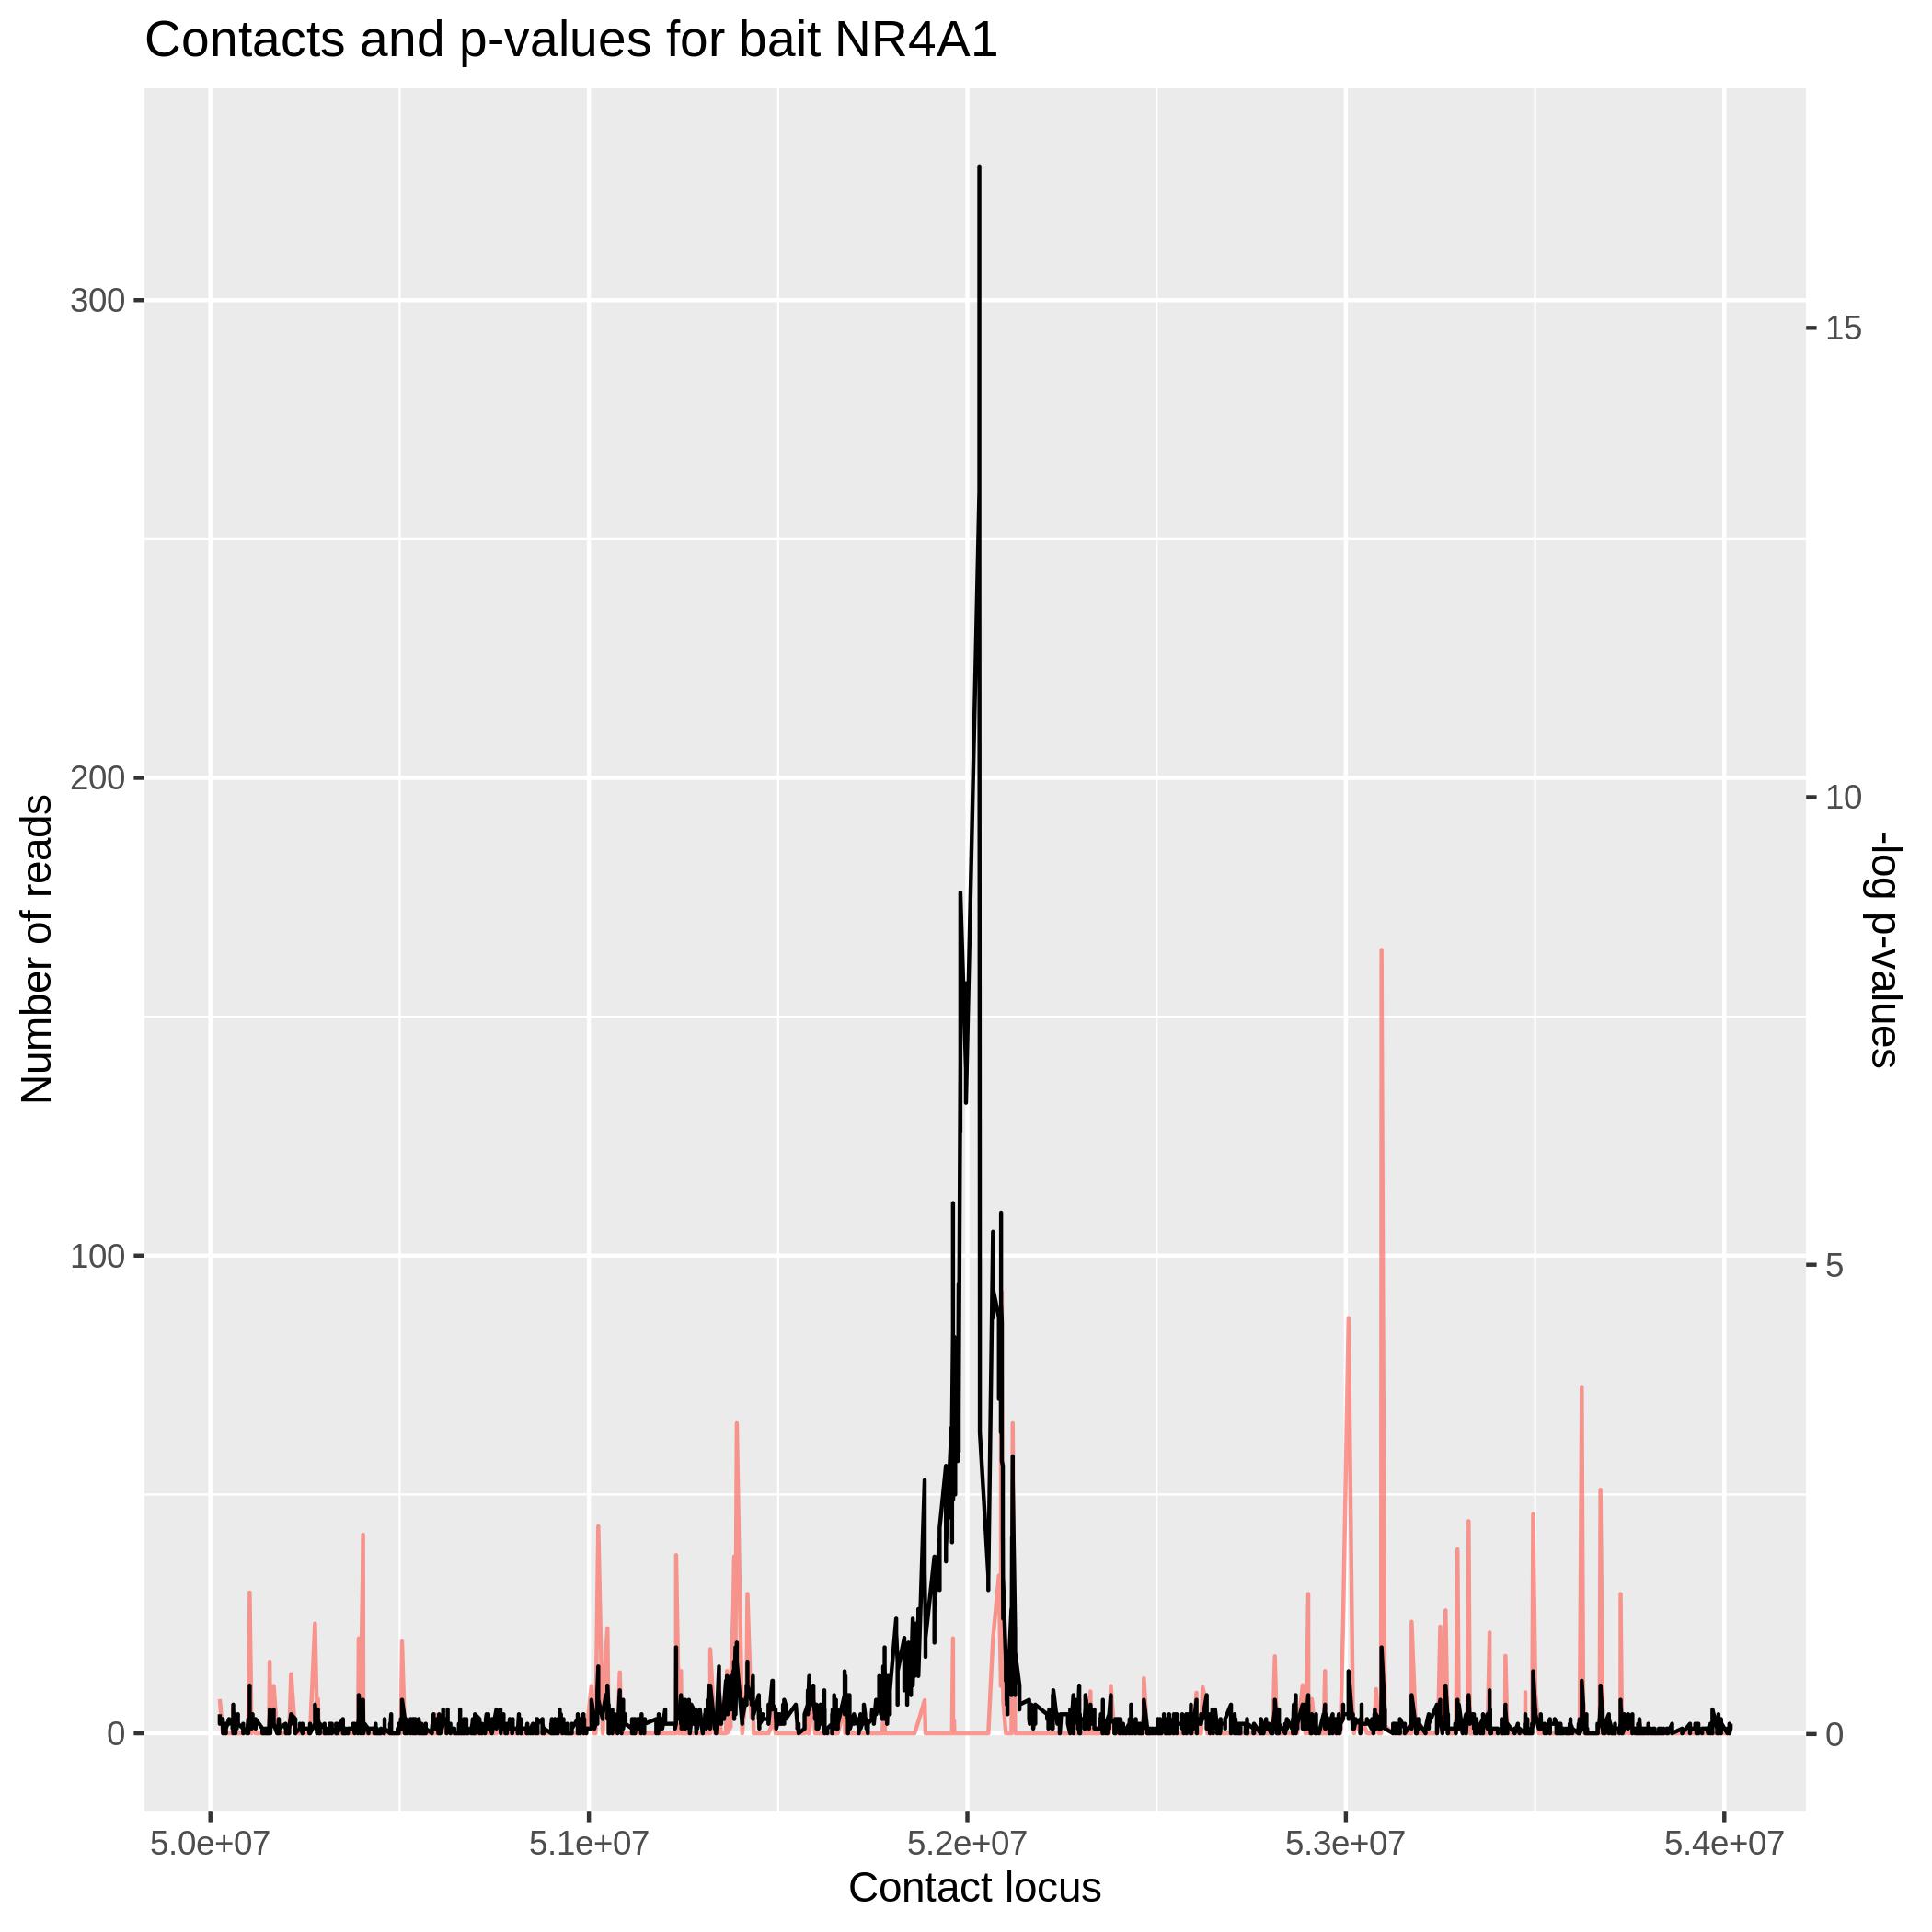 Contacts and p-values for bait NR4A1
Number of reads
300
200
100
0
15
10
5
0
-log p-values
5.0e+07 5.1e+07 5.2e+07 5.3e+07 5.4e+07
Contact locus